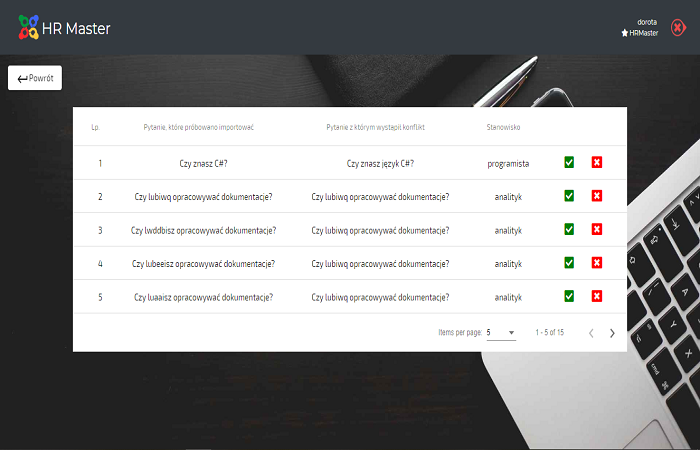 HR Master
dorota
HRMaster
Powrót
Lp. Pytanie, które próbowano importować Pytanie z którym wystąpił konflikt Stanowisko
1 Czy znasz C#? Czy znasz język C#? programista
2 Czy lubiwq opracowywać dokumentacje? Czy lubiwq opracowywać dokumentacje? analityk
3 Czy lwddbisz opracowywać dokumentacje? Czy lubiwq opracowywać dokumentacje? analityk
4 Czy lubeeisz opracowywać dokumentacje? Czy lubiwq opracowywać dokumentacje? analityk
5 Czy luaaisz opracowywać dokumentacje? Czy lubiwq opracowywać dokumentacje? analityk
Items per page: 5 1 - 5 of 15